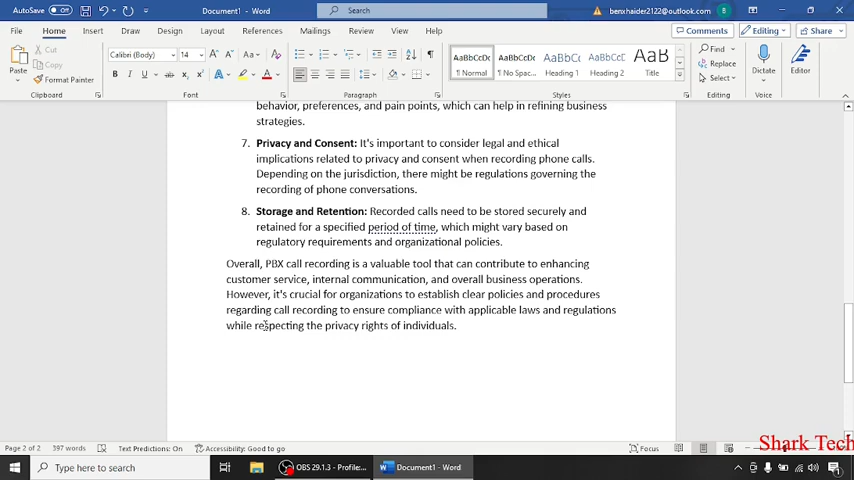 AutoSave Off Document1 - Word Search benxhaider2122@outlook.com B
File Home Insert Draw Design Layout References Mailings Review View Help Comments Editing Share
Paste Cut Copy Format Painter Calibri (Body) 14 Find Replace Select Dictate Editor
AaBbCcDc AaBbCcDc AaBbCc AaBbCcD AaB
¶ Normal ¶ No Spac... Heading 1 Heading 2 Title
Clipboard Font Paragraph Styles Editing Voice Editor
behavior, preferences, and pain points, which can help in refining business
strategies.
7. Privacy and Consent: It's important to consider legal and ethical
implications related to privacy and consent when recording phone calls.
Depending on the jurisdiction, there might be regulations governing the
recording of phone conversations.
8. Storage and Retention: Recorded calls need to be stored securely and
retained for a specified period of time, which might vary based on
regulatory requirements and organizational policies.
Overall, PBX call recording is a valuable tool that can contribute to enhancing
customer service, internal communication, and overall business operations.
However, it's crucial for organizations to establish clear policies and procedures
regarding call recording to ensure compliance with applicable laws and regulations
while respecting the privacy rights of individuals.
Page 2 of 2 397 words Text Predictions: On Accessibility: Good to go Focus
Shark Tech
Type here to search OBS 29.1.3 - Profile: Document1 - Word